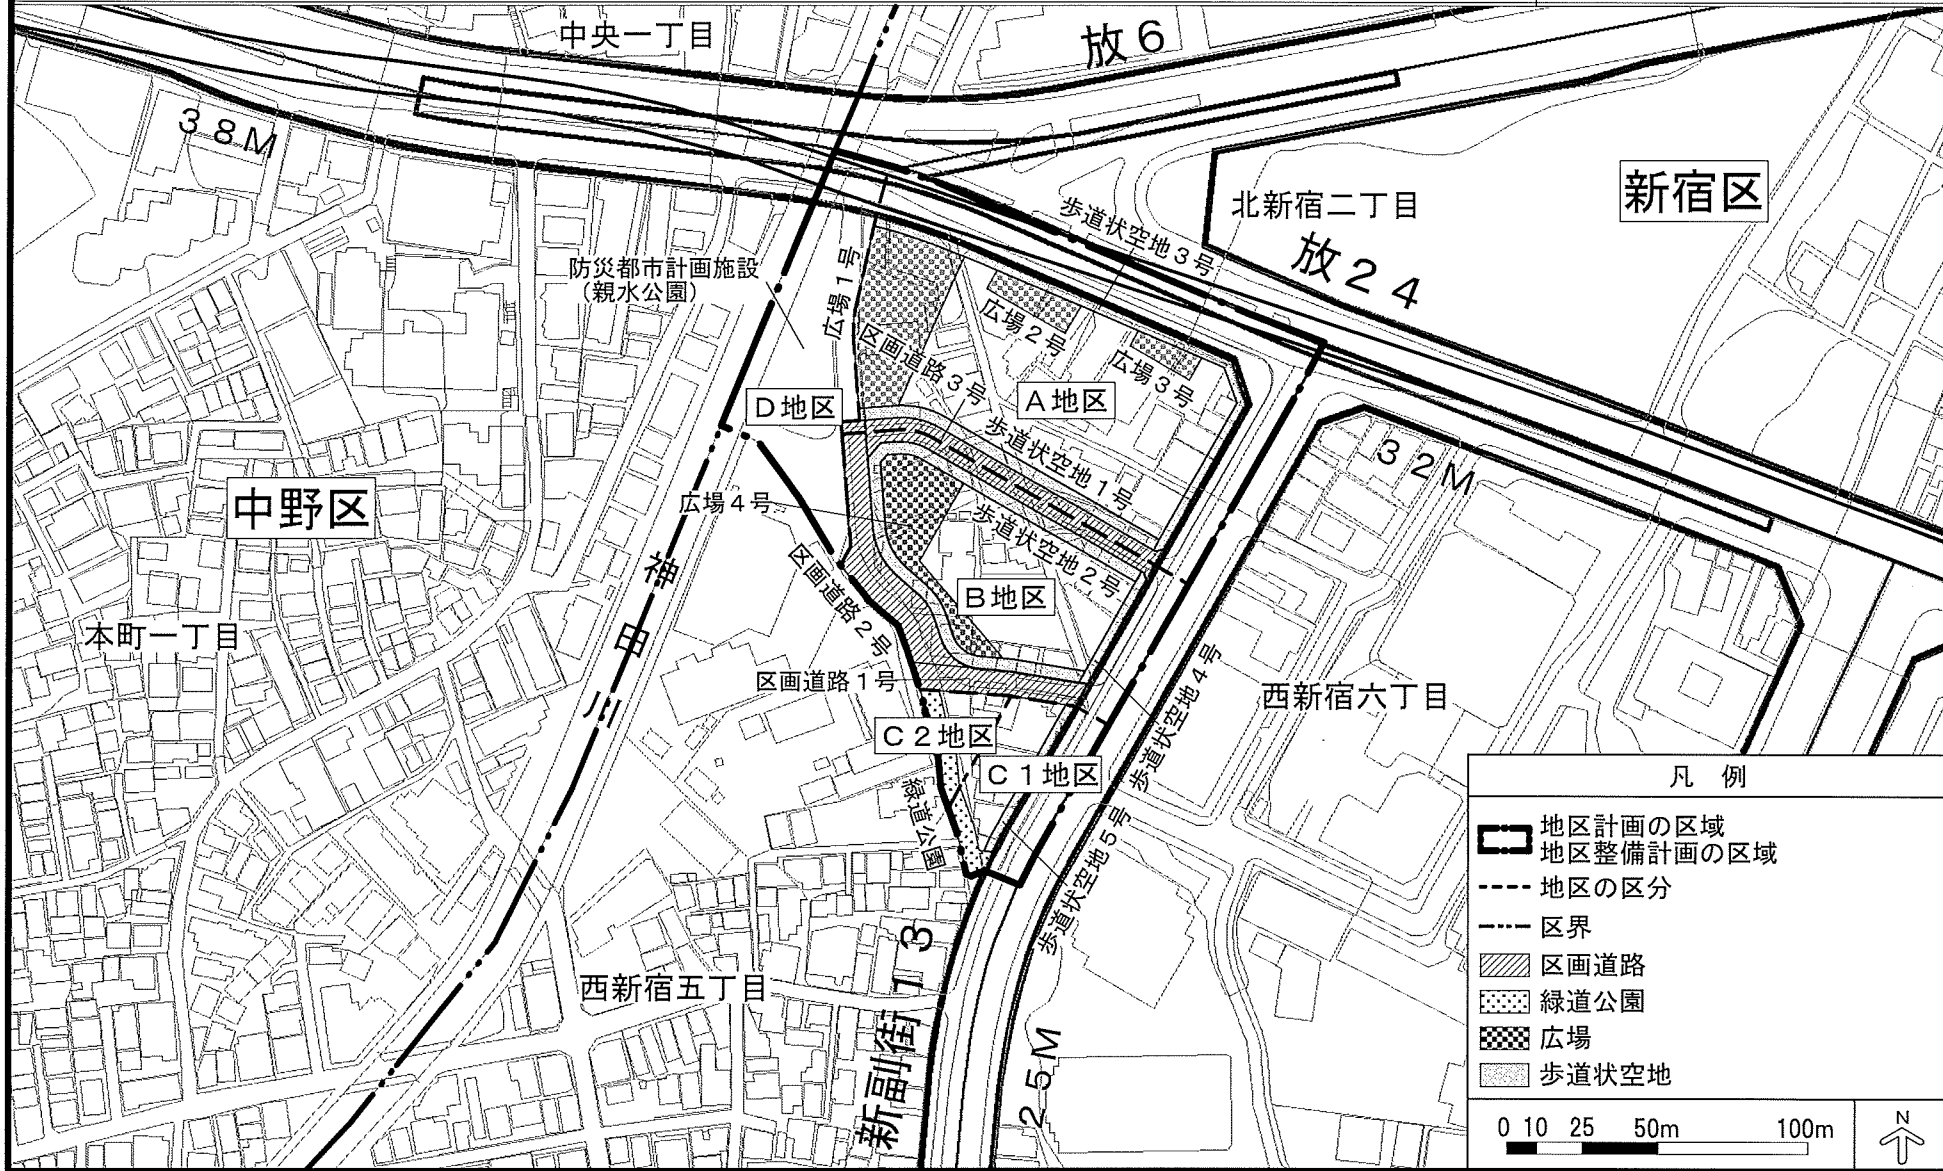 中央一丁目
放6
38M
新宿区
北新宿二丁目
歩道状空地3号
放24
防災都市計画施設
(親水公園)
広場1号
広場2号
区画道路3号
広場3号
D地区
A地区
歩道状空地1号
32M
中野区
広場4号
歩道状空地2号
区画道路2号
B地区
神田川
本町一丁目
区画道路1号
歩道状空地4号
西新宿六丁目
C2地区
C1地区
緑道公園
歩道状空地5号
西新宿五丁目
新副街13
25M
凡 例
地区計画の区域
地区整備計画の区域
地区の区分
区界
区画道路
緑道公園
広場
歩道状空地
0 10 25 50m 100m
N